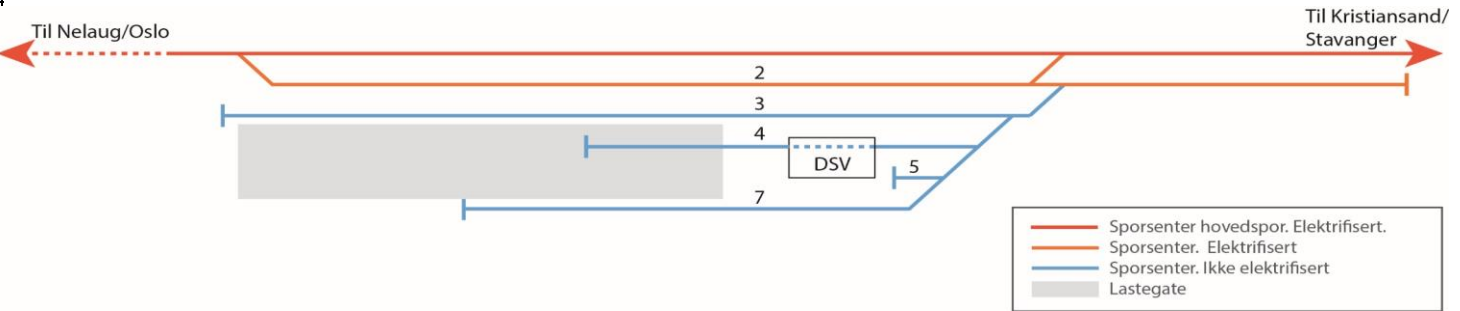 Til Nelaug/Oslo
Til Kristiansand/
Stavanger
2
3
4
DSV
5
7
Sporsenter hovedspor. Elektrifisert.
Sporsenter. Elektrifisert
Sporsenter. Ikke elektrifisert
Lastegate